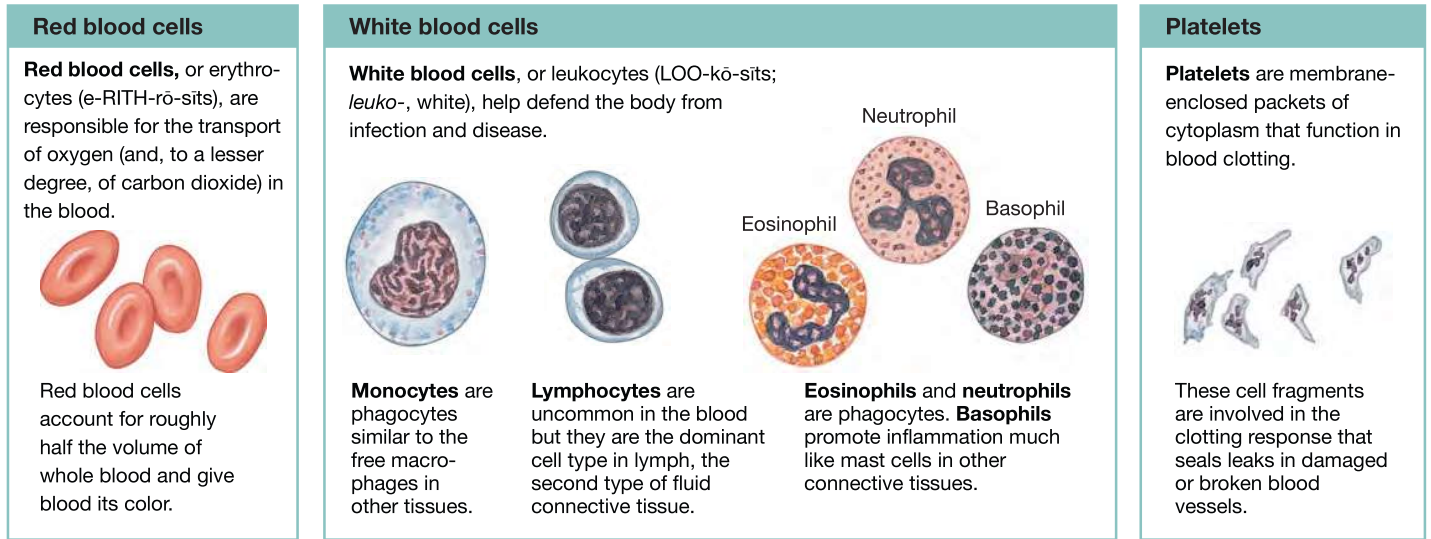 Red blood cells
Red blood cells, or erythro-
cytes (e-RITH-rō-sīts), are
responsible for the transport
of oxygen (and, to a lesser
degree, of carbon dioxide) in
the blood.
Red blood cells
account for roughly
half the volume of
whole blood and give
blood its color.
White blood cells
White blood cells, or leukocytes (LOO-kō-sīts;
leuko-, white), help defend the body from
infection and disease.
Neutrophil
Eosinophil
Basophil
Monocytes are
phagocytes
similar to the
free macro-
phages in
other tissues.
Lymphocytes are
uncommon in the blood
but they are the dominant
cell type in lymph, the
second type of fluid
connective tissue.
Eosinophils and neutrophils
are phagocytes. Basophils
promote inflammation much
like mast cells in other
connective tissues.
Platelets
Platelets are membrane-
enclosed packets of
cytoplasm that function in
blood clotting.
These cell fragments
are involved in the
clotting response that
seals leaks in damaged
or broken blood
vessels.